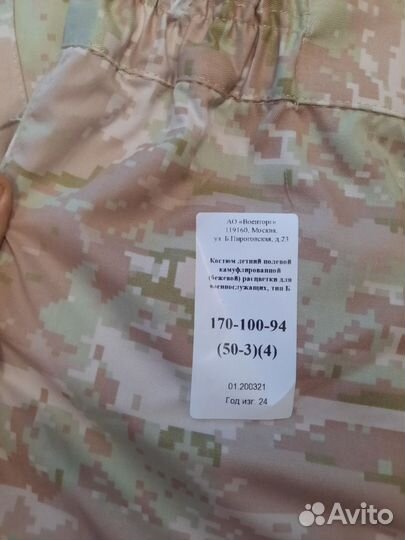 АО «Военторг»
119160, Москва,
ул. Б.Пироговская, д.23
Костюм летний полевой
камуфлированной
(бежевой) расцветки для
военнослужащих, тип Б
170-100-94
(50-3)(4)
01.200321
Год изг. 24
Avito